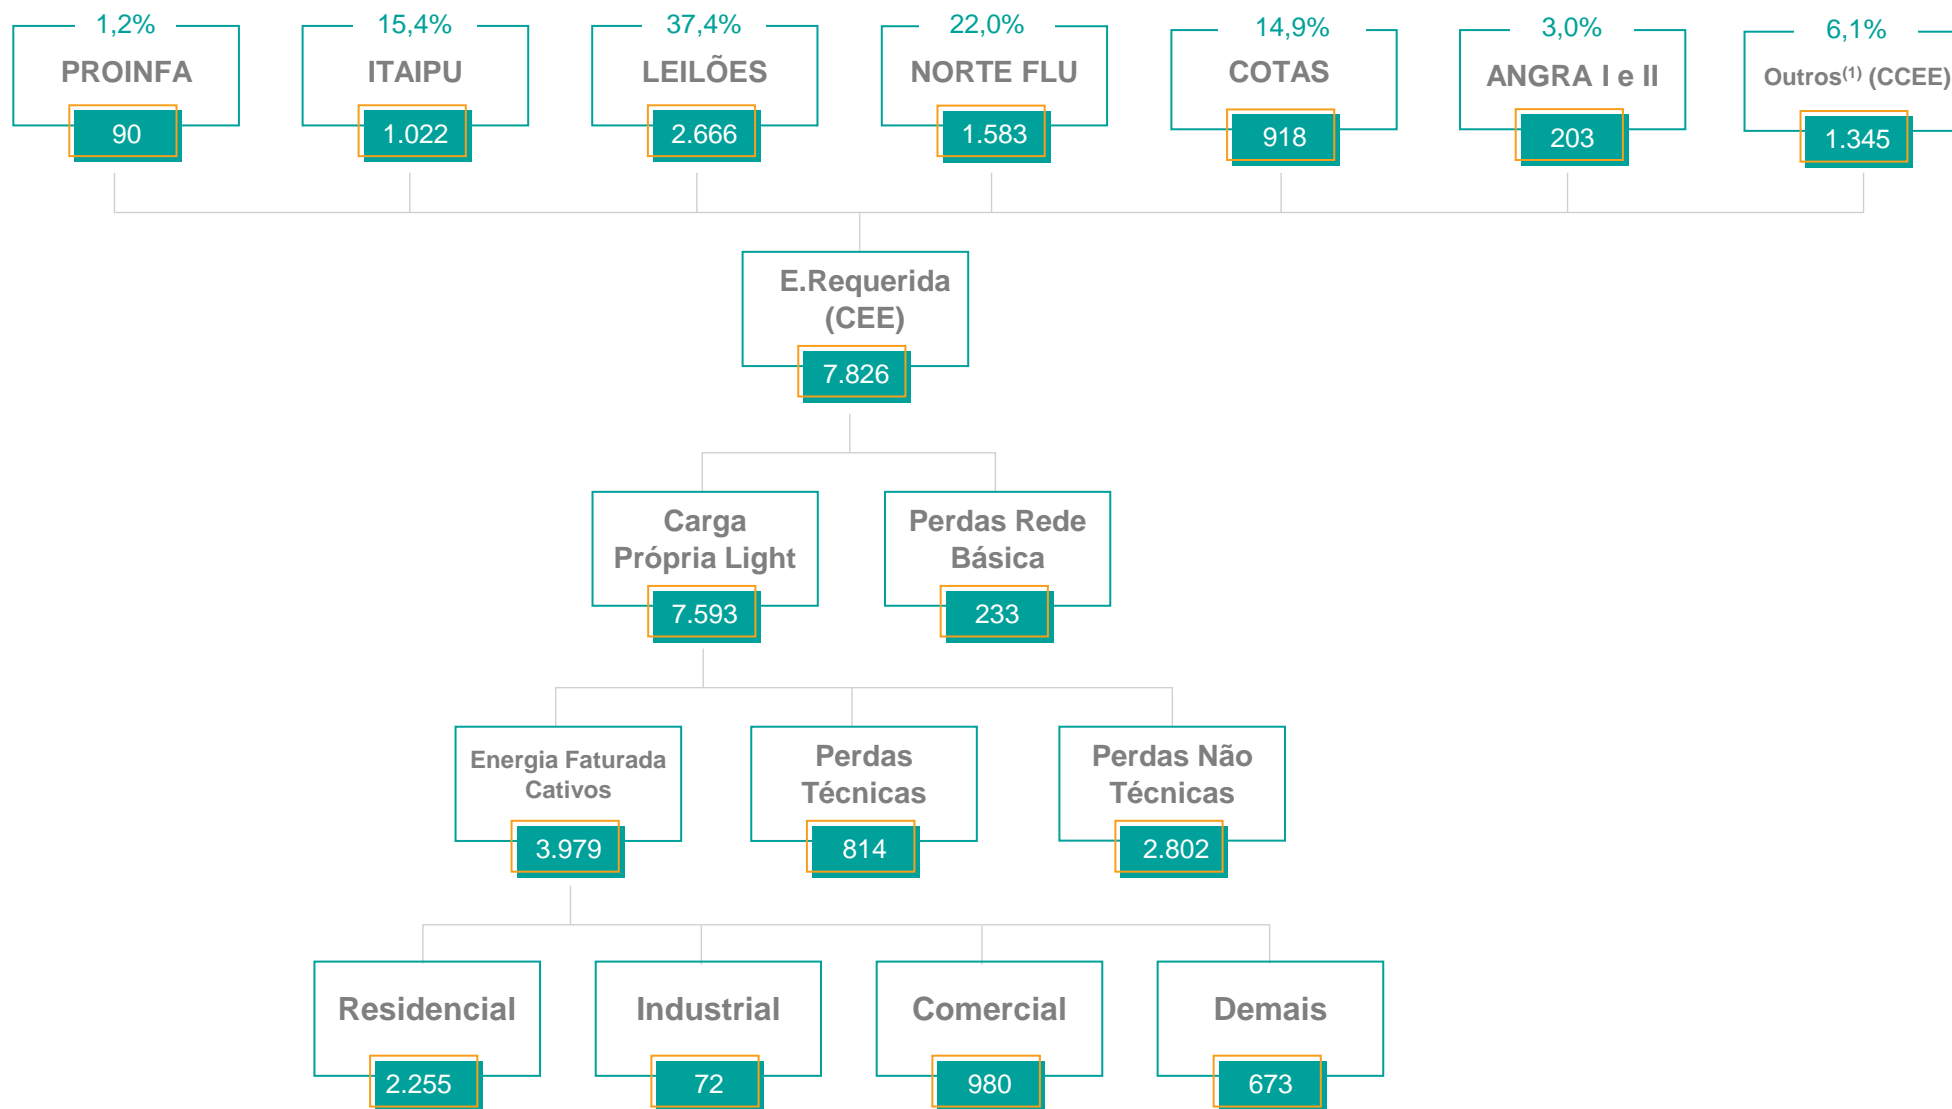 1,2%
PROINFA
90
15,4%
ITAIPU
1.022
37,4%
LEILÕES
2.666
22,0%
NORTE FLU
1.583
14,9%
COTAS
918
3,0%
ANGRA I e II
203
6,1%
Outros(1) (CCEE)
1.345
E.Requerida
(CEE)
7.826
Carga
Própria Light
7.593
Perdas Rede
Básica
233
Energia Faturada
Cativos
3.979
Perdas
Técnicas
814
Perdas Não
Técnicas
2.802
Residencial
2.255
Industrial
72
Comercial
980
Demais
673